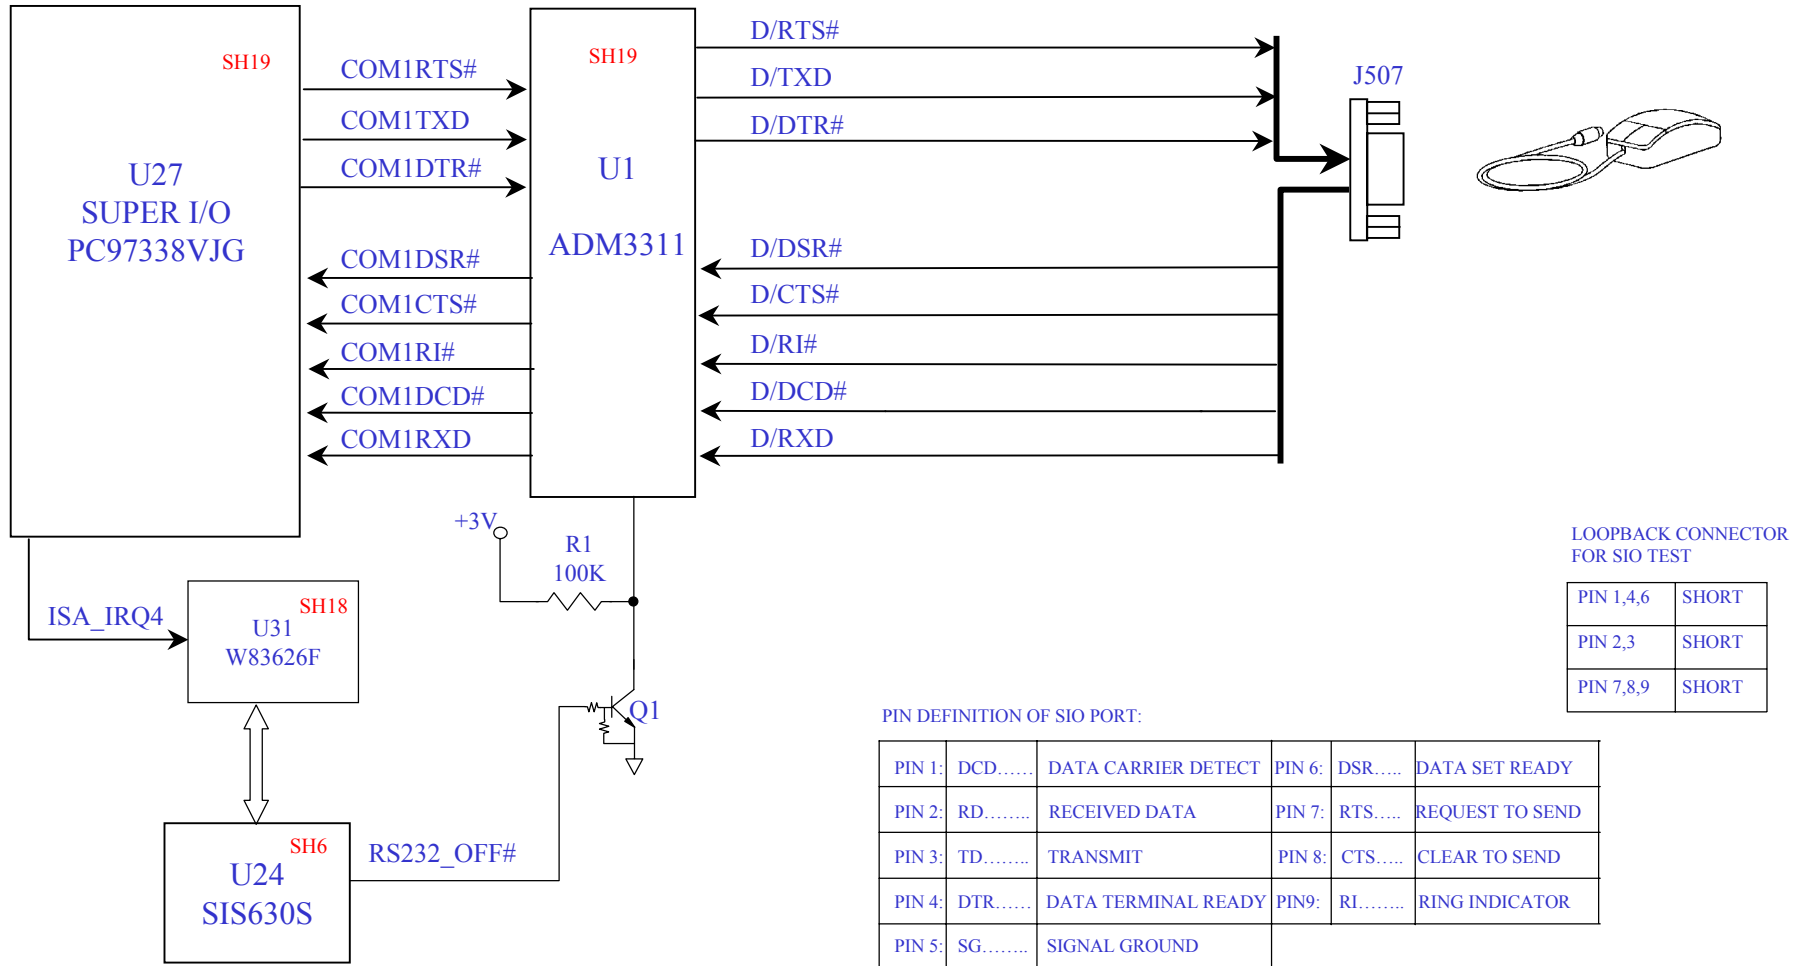 SH19
U27
SUPER I/O
PC97338VJG
COM1RTS#
COM1TXD
COM1DTR#
COM1DSR#
COM1CTS#
COM1RI#
COM1DCD#
COM1RXD
SH19
U1
ADM3311
D/RTS#
D/TXD
D/DTR#
D/DSR#
D/CTS#
D/RI#
D/DCD#
D/RXD
J507
+3V
R1
100K
ISA_IRQ4
SH18
U31
W83626F
Q1
SH6
U24
SIS630S
RS232_OFF#
LOOPBACK CONNECTOR
FOR SIO TEST
PIN 1,4,6 SHORT
PIN 2,3 SHORT
PIN 7,8,9 SHORT
PIN DEFINITION OF SIO PORT:
PIN 1: DCD...... DATA CARRIER DETECT PIN 6: DSR..... DATA SET READY
PIN 2: RD........ RECEIVED DATA PIN 7: RTS..... REQUEST TO SEND
PIN 3: TD........ TRANSMIT PIN 8: CTS..... CLEAR TO SEND
PIN 4: DTR...... DATA TERMINAL READY PIN9: RI........ RING INDICATOR
PIN 5: SG........ SIGNAL GROUND